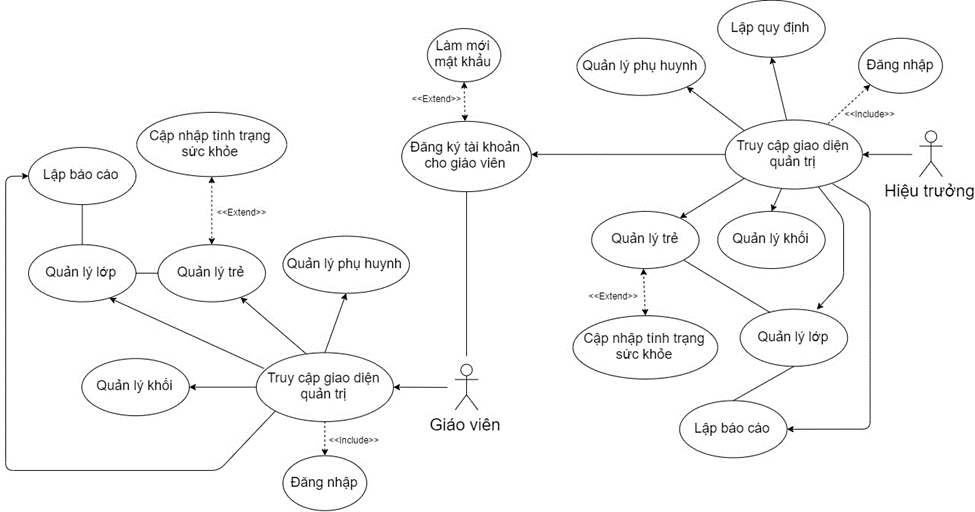 Lập quy định
Làm mới
mật khẩu
Quản lý phụ huynh
Đăng nhập
<<Extend>>
<<Include>>
Cập nhập tình trạng
sức khỏe
Đăng ký tài khoản
cho giáo viên
Truy cập giao diện
quản trị
Hiệu trưởng
Lập báo cáo
<<Extend>>
Quản lý trẻ
Quản lý khối
Quản lý lớp
Quản lý trẻ
Quản lý phụ huynh
<<Extend>>
Cập nhập tình trạng
sức khỏe
Quản lý lớp
Quản lý khối
Truy cập giao diện
quản trị
Giáo viên
Lập báo cáo
<<Include>>
Đăng nhập